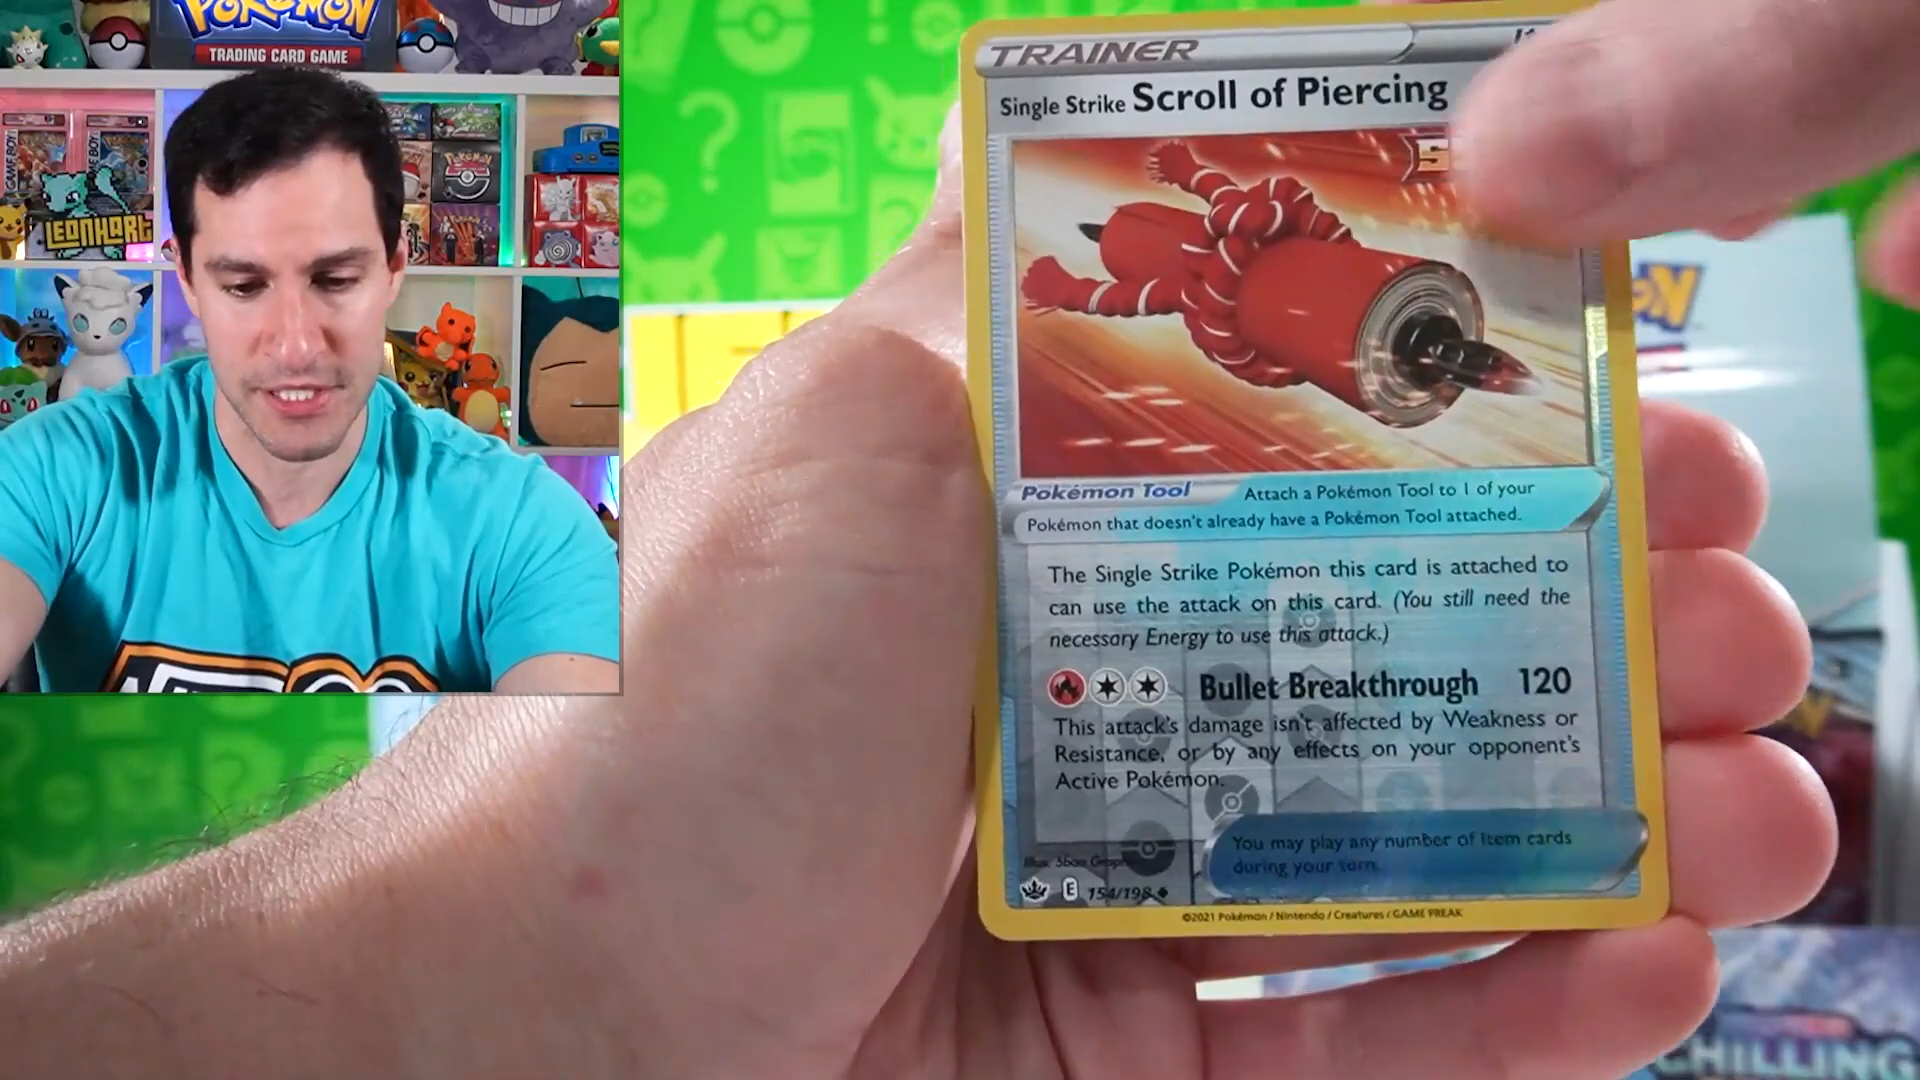 POKÉMON
TRADING CARD GAME
GAME BOY
LEONHART
TRAINER
Single Strike Scroll of Piercing
Pokémon Tool Attach a Pokémon Tool to 1 of your
Pokémon that doesn't already have a Pokémon Tool attached.
The Single Strike Pokémon this card is attached to
can use the attack on this card. (You still need the
necessary Energy to use this attack.)
Bullet Breakthrough 120
This attack's damage isn't affected by Weakness or
Resistance, or by any effects on your opponent's
Active Pokémon.
You may play any number of Item cards
during your turn.
E 154/198
©2021 Pokémon / Nintendo / Creatures / GAME FREAK
CHILLING